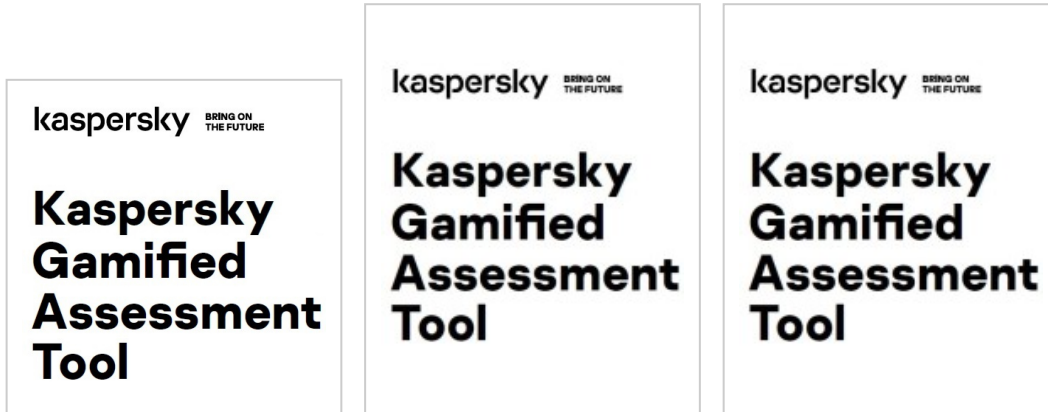 kaspersky
BRING ON
THE FUTURE
Kaspersky
Gamified
Assessment
Tool
kaspersky
BRING ON
THE FUTURE
Kaspersky
Gamified
Assessment
Tool
kaspersky
BRING ON
THE FUTURE
Kaspersky
Gamified
Assessment
Tool